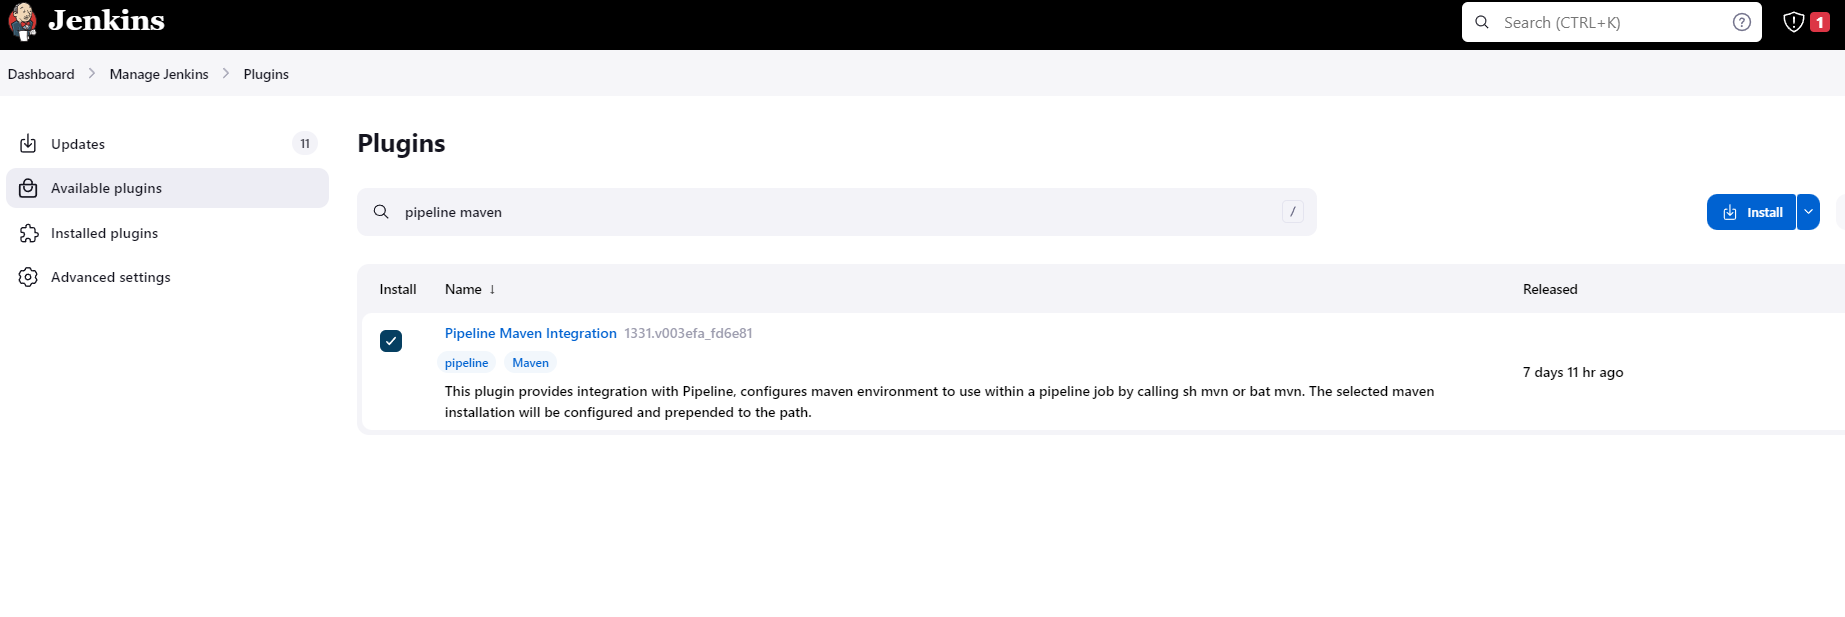 Jenkins
Search (CTRL+K)
?
! 1
Dashboard > Manage Jenkins > Plugins
Updates 11
Available plugins
Installed plugins
Advanced settings
Plugins
pipeline maven /
Install
Install Name ↓ Released
Pipeline Maven Integration 1331.v003efa_fd6e81
pipeline Maven
This plugin provides integration with Pipeline, configures maven environment to use within a pipeline job by calling sh mvn or bat mvn. The selected maven
installation will be configured and prepended to the path.
7 days 11 hr ago